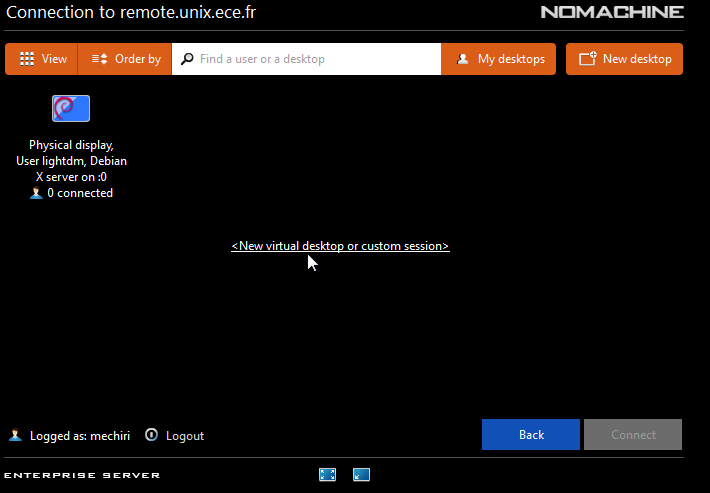 Connection to remote.unix.ece.fr
NOMACHINE
View
Order by
Find a user or a desktop
My desktops
New desktop
Physical display,
User lightdm, Debian
X server on :0
0 connected
<New virtual desktop or custom session>
Logged as: mechiri
Logout
Back
Connect
ENTERPRISE SERVER